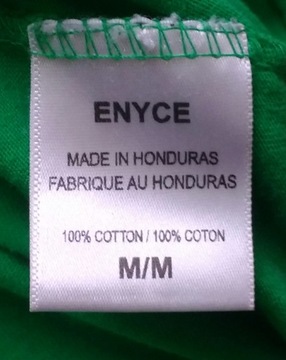 ENYCE
MADE IN HONDURAS
FABRIQUE AU HONDURAS
100% COTTON / 100% COTON
M/M